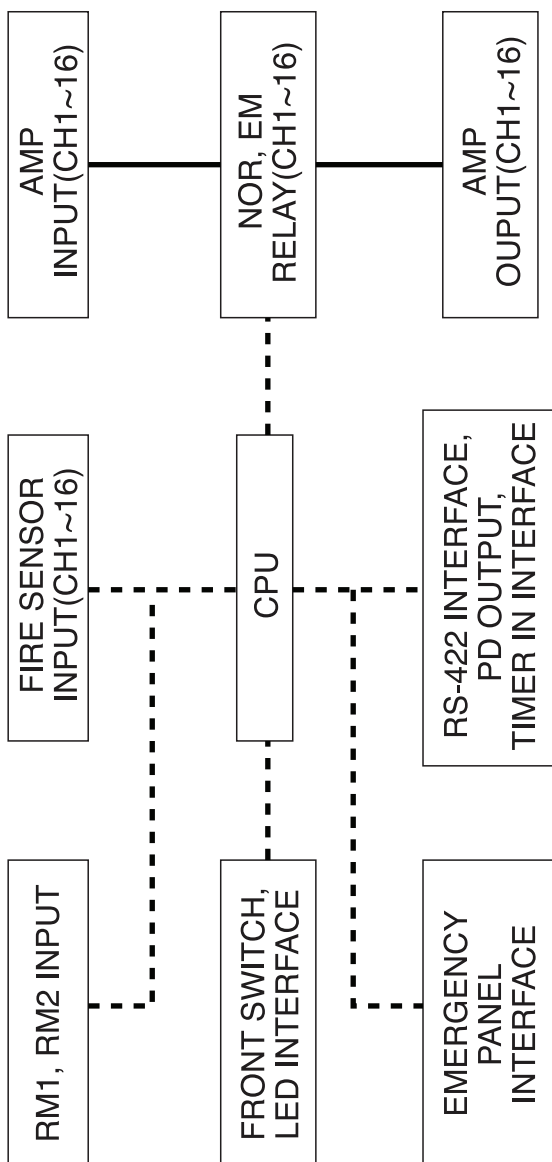 RM1, RM2 INPUT
FIRE SENSOR
INPUT(CH1~16)
AMP
INPUT(CH1~16)
FRONT SWITCH,
LED INTERFACE
CPU
NOR, EM
RELAY(CH1~16)
EMERGENCY
PANEL
INTERFACE
RS-422 INTERFACE,
PD OUTPUT,
TIMER IN INTERFACE
AMP
OUPUT(CH1~16)